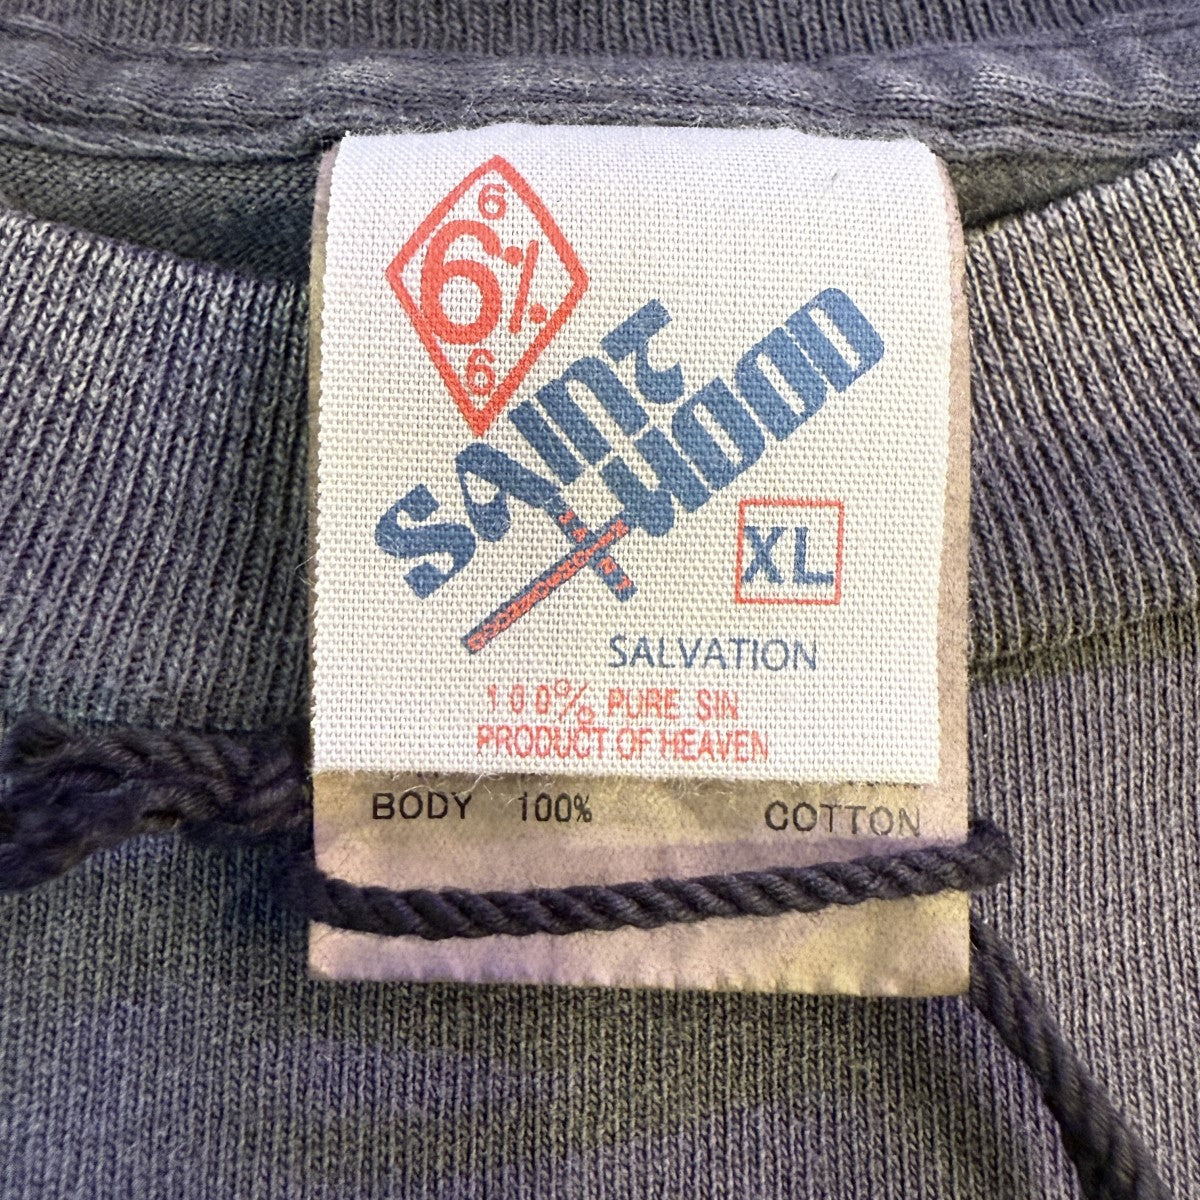 6
6%
6
SAINT
MXXXXXX
XL
SALVATION
100% PURE SIN
PRODUCT OF HEAVEN
BODY 100% COTTON